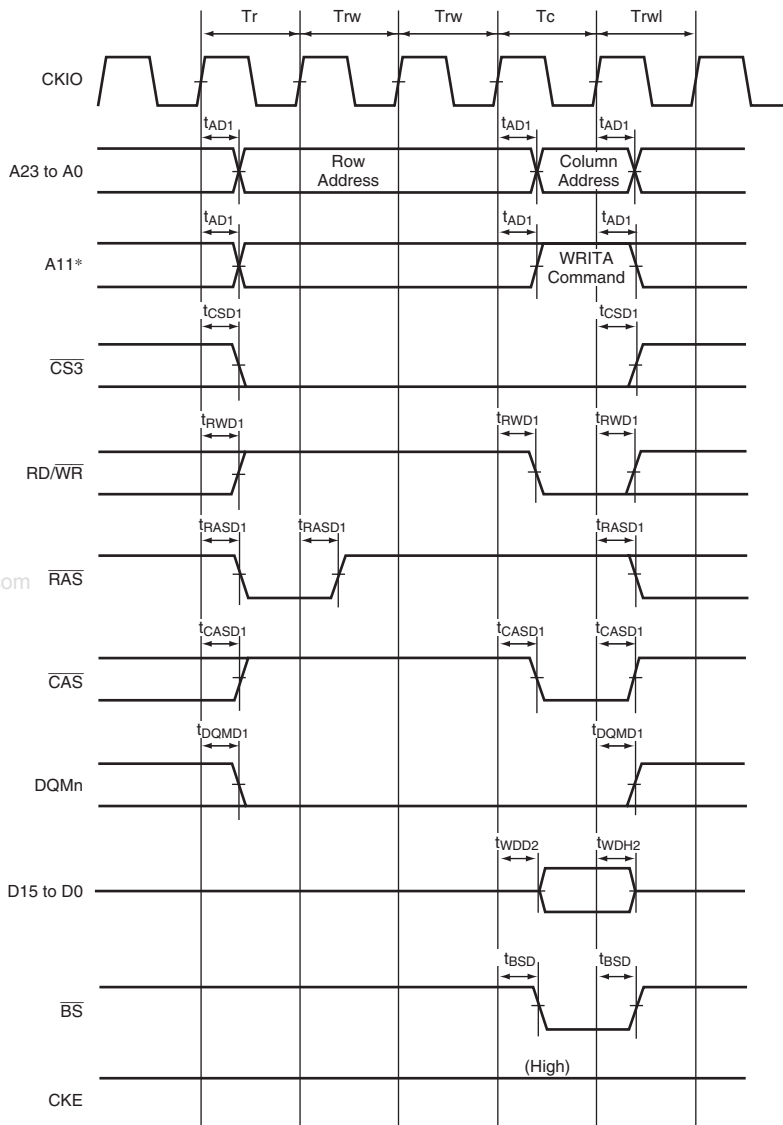 Tr Trw Trw Tc Trwl
CKIO
tAD1 tAD1 tAD1
A23 to A0 Row Address Column Address
tAD1 tAD1 tAD1
A11* WRITA Command
tCSD1 tCSD1
CS3
tRWD1 tRWD1 tRWD1
RD/WR
tRASD1 tRASD1 tRASD1
om RAS
tCASD1 tCASD1 tCASD1
CAS
tDQMD1 tDQMD1
DQMn
tWDD2 tWDH2
D15 to D0
tBSD tBSD
BS
(High)
CKE